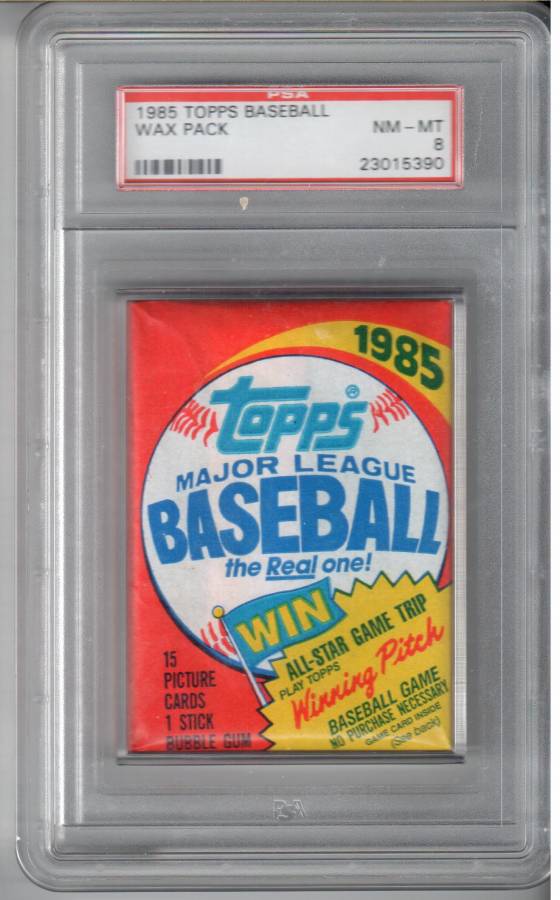 PSA
1985 TOPPS BASEBALL
WAX PACK
NM - MT
8
23015390
1985
topps®
MAJOR LEAGUE
BASEBALL
the Real one!
WIN
ALL-STAR GAME TRIP
PLAY TOPPS
Winning Pitch
BASEBALL GAME
NO PURCHASE NECESSARY
GAME CARD INSIDE
(See back)
15
PICTURE
CARDS
1 STICK
BUBBLE GUM
PSA